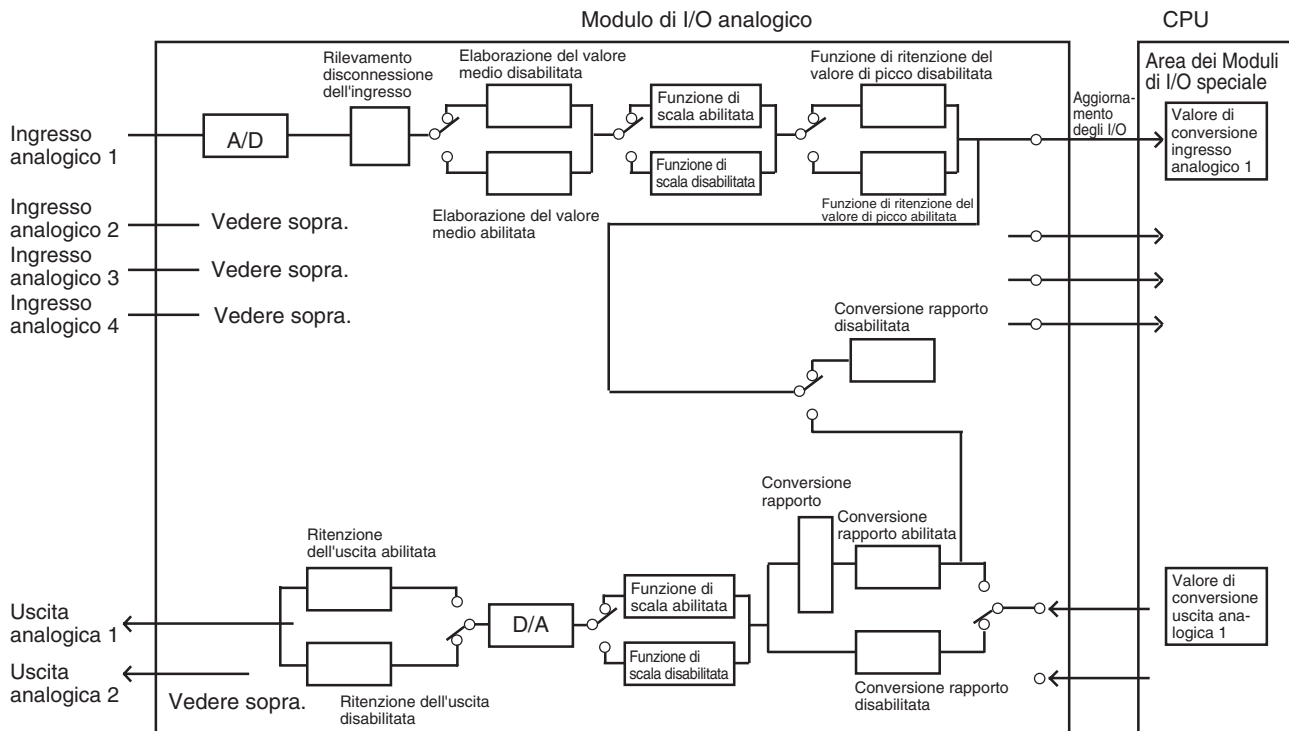 Modulo di I/O analogico
CPU
Rilevamento
disconnessione
dell'ingresso
Elaborazione del valore
medio disabilitata
Funzione di ritenzione del
valore di picco disabilitata
Area dei Moduli
di I/O speciale
Ingresso
analogico 1
A/D
Funzione di
scala abilitata
Funzione di
scala disabilitata
Aggiorna-
mento
degli I/O
Valore di
conversione
ingresso
analogico 1
Elaborazione del valore
medio abilitata
Funzione di ritenzione del
valore di picco abilitata
Ingresso
analogico 2
Vedere sopra.
Ingresso
analogico 3
Vedere sopra.
Ingresso
analogico 4
Vedere sopra.
Conversione rapporto
disabilitata
Conversione
rapporto
Conversione
rapporto abilitata
Ritenzione
dell'uscita abilitata
Uscita
analogica 1
D/A
Funzione di
scala abilitata
Funzione di
scala disabilitata
Valore di
conversione
uscita ana-
logica 1
Uscita
analogica 2
Vedere sopra.
Ritenzione dell'uscita
disabilitata
Conversione rapporto
disabilitata